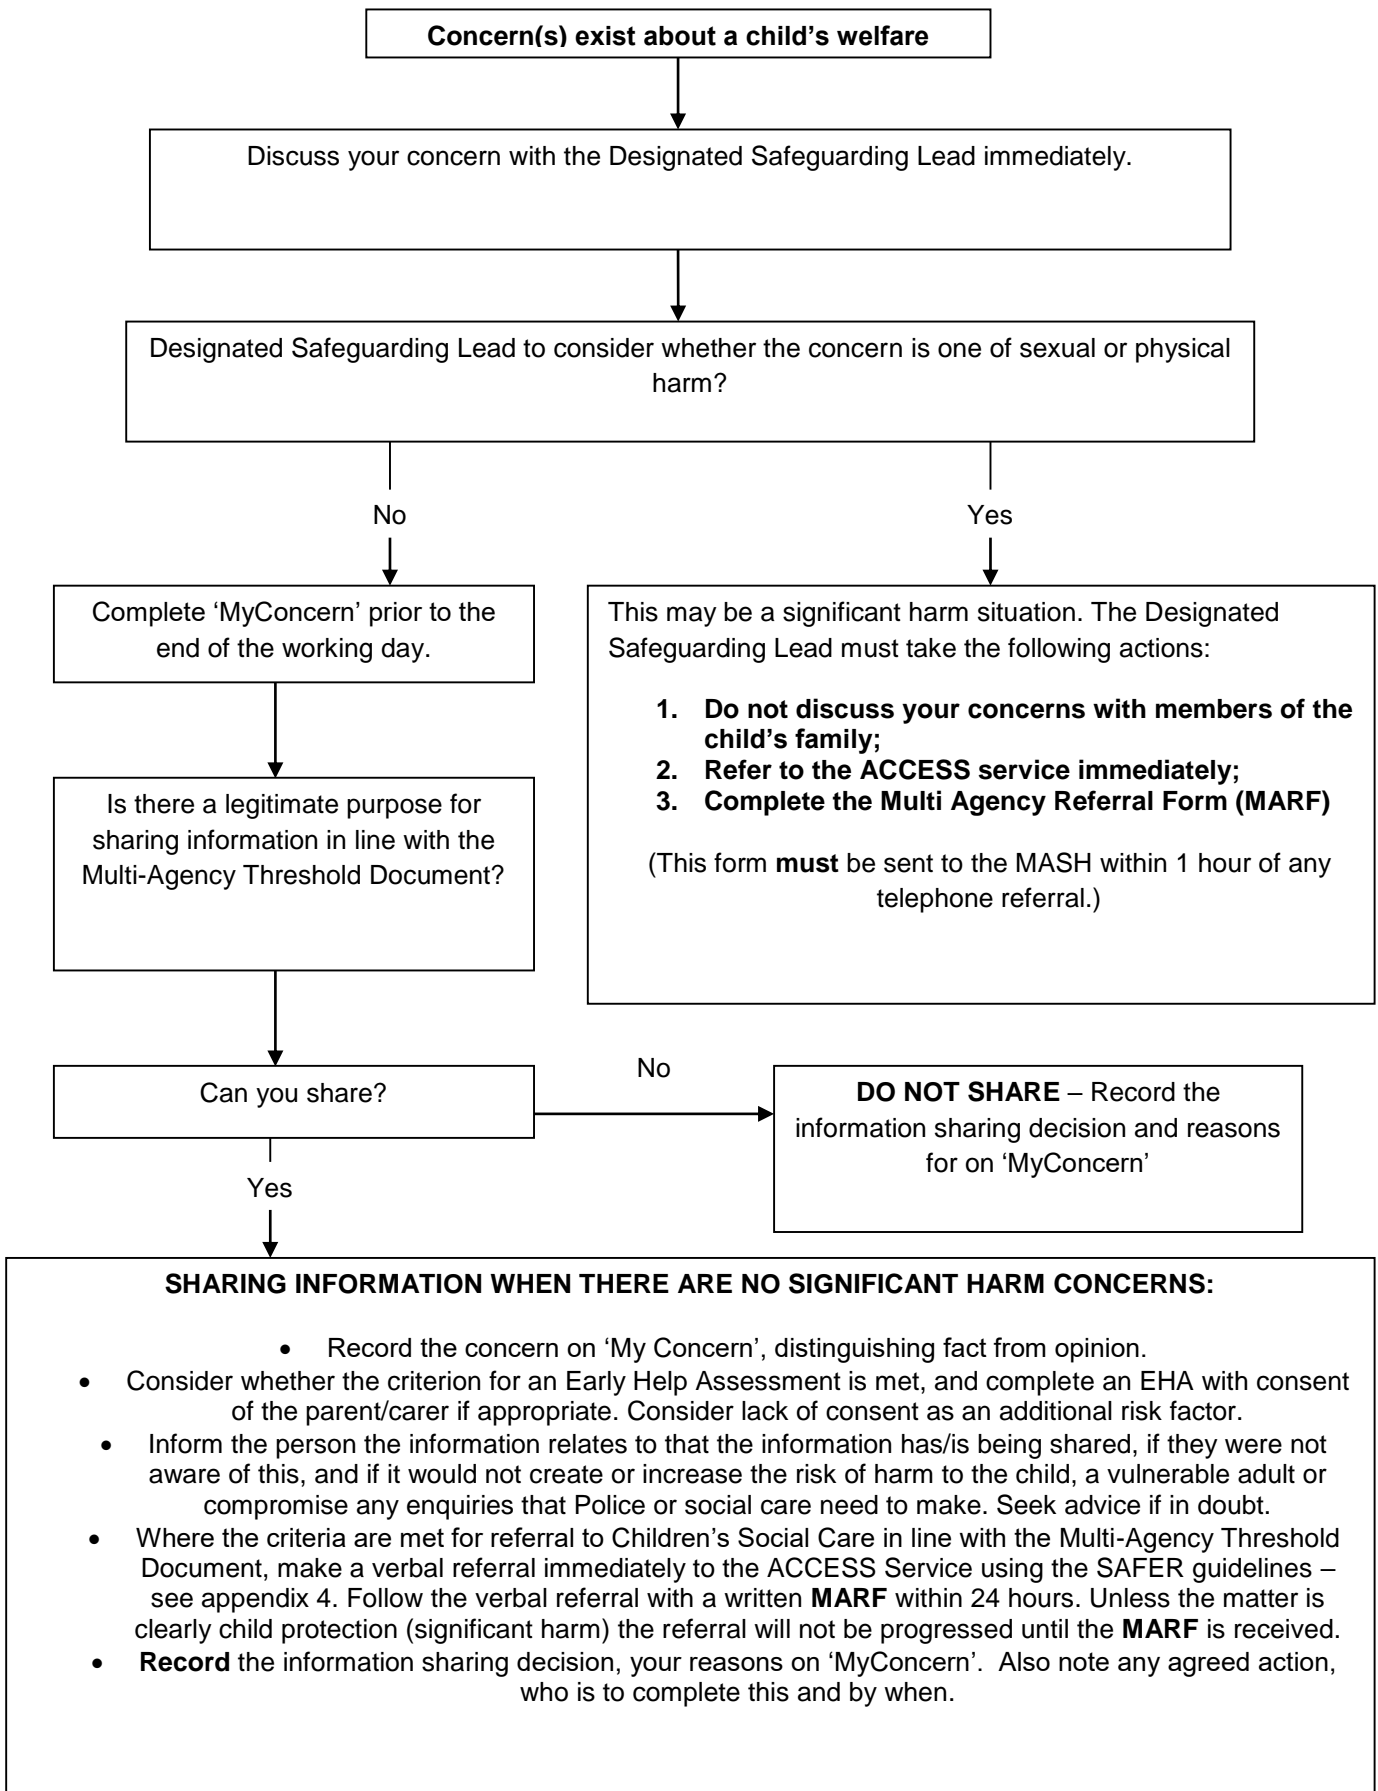 Concern(s) exist about a child’s welfare
Discuss your concern with the Designated Safeguarding Lead immediately.
Designated Safeguarding Lead to consider whether the concern is one of sexual or physical
harm?
No
Yes
Complete ‘MyConcern’ prior to the
end of the working day.
This may be a significant harm situation. The Designated
Safeguarding Lead must take the following actions:
1. Do not discuss your concerns with members of the
child’s family;
2. Refer to the ACCESS service immediately;
3. Complete the Multi Agency Referral Form (MARF)
(This form must be sent to the MASH within 1 hour of any
telephone referral.)
Is there a legitimate purpose for
sharing information in line with the
Multi-Agency Threshold Document?
Can you share?
No
DO NOT SHARE – Record the
information sharing decision and reasons
for on ‘MyConcern’
Yes
SHARING INFORMATION WHEN THERE ARE NO SIGNIFICANT HARM CONCERNS:
• Record the concern on ‘My Concern’, distinguishing fact from opinion.
• Consider whether the criterion for an Early Help Assessment is met, and complete an EHA with consent
of the parent/carer if appropriate. Consider lack of consent as an additional risk factor.
• Inform the person the information relates to that the information has/is being shared, if they were not
aware of this, and if it would not create or increase the risk of harm to the child, a vulnerable adult or
compromise any enquiries that Police or social care need to make. Seek advice if in doubt.
• Where the criteria are met for referral to Children’s Social Care in line with the Multi-Agency Threshold
Document, make a verbal referral immediately to the ACCESS Service using the SAFER guidelines –
see appendix 4. Follow the verbal referral with a written MARF within 24 hours. Unless the matter is
clearly child protection (significant harm) the referral will not be progressed until the MARF is received.
• Record the information sharing decision, your reasons on ‘MyConcern’.  Also note any agreed action,
who is to complete this and by when.